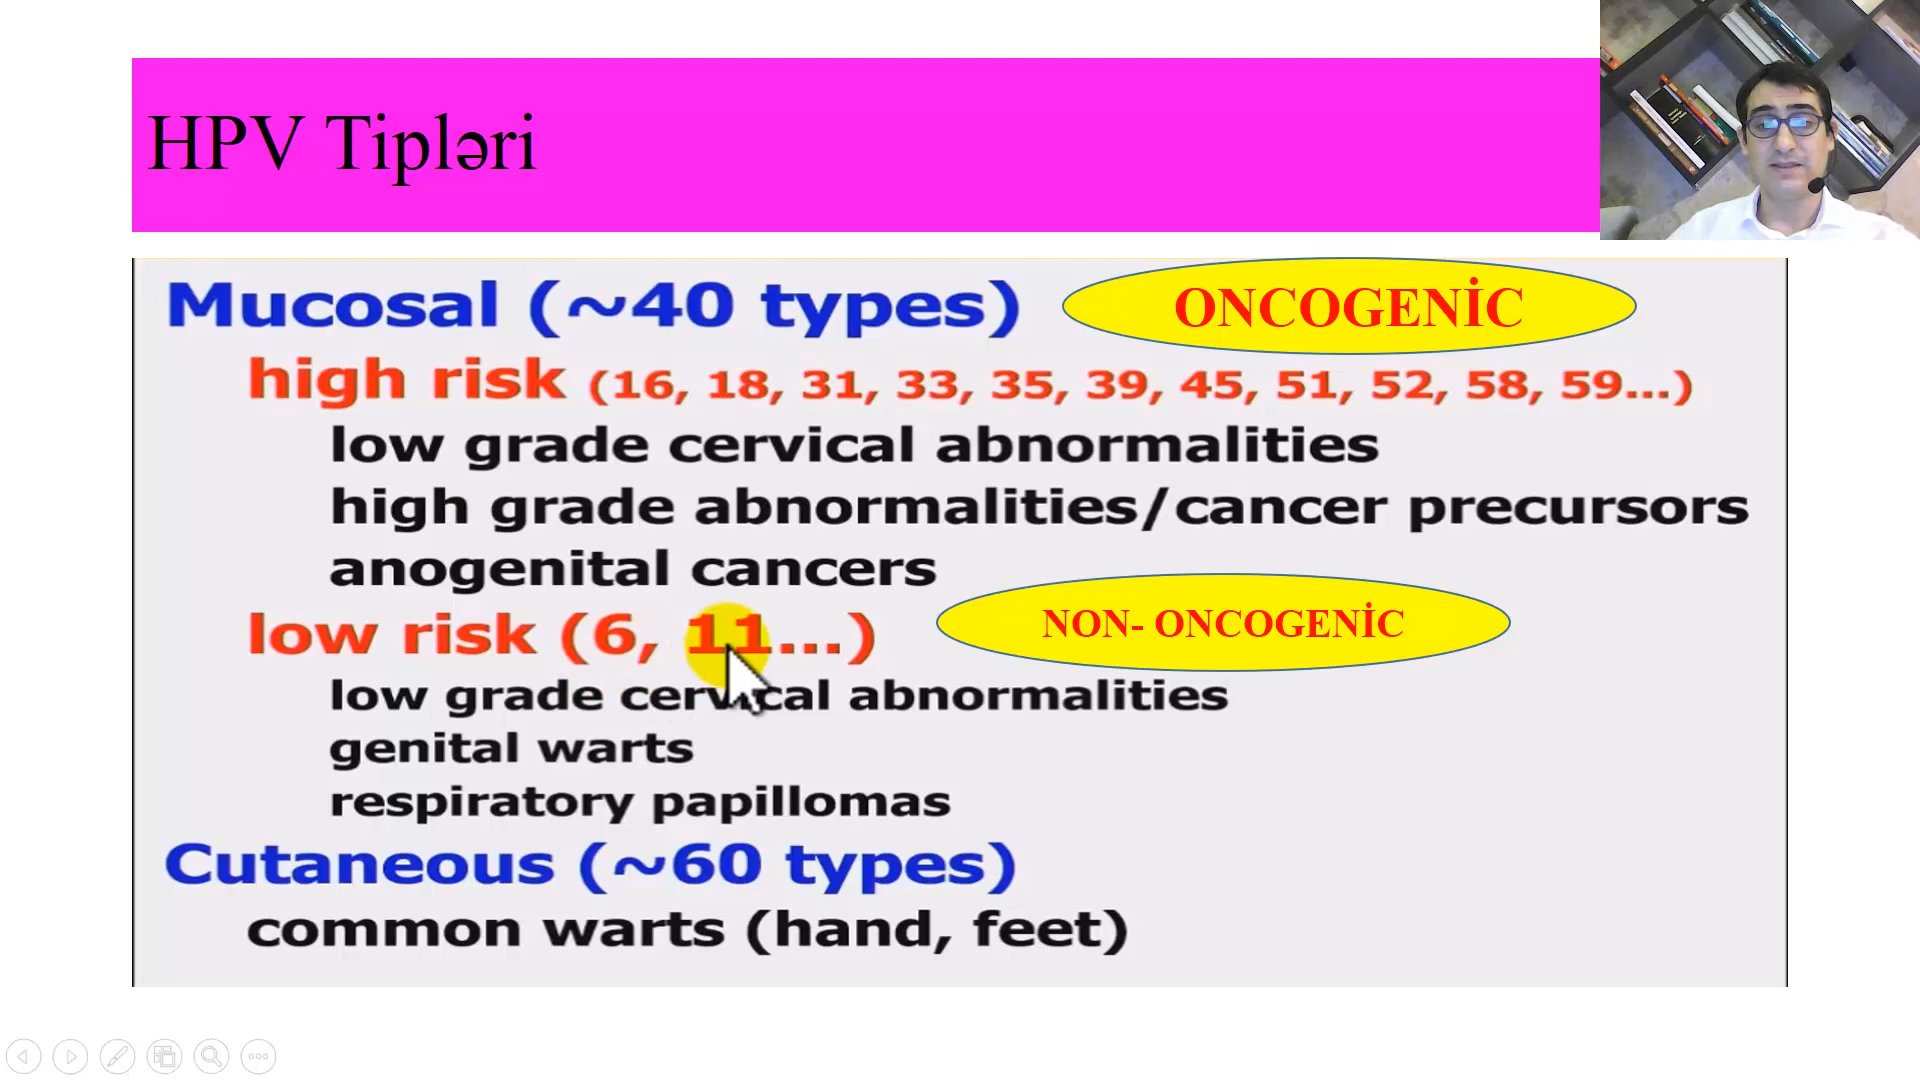 HPV Tipləri
Mucosal (~40 types)
ONCOGENİC
high risk (16, 18, 31, 33, 35, 39, 45, 51, 52, 58, 59...)
low grade cervical abnormalities
high grade abnormalities/cancer precursors
anogenital cancers
low risk (6, 11...)
NON- ONCOGENİC
low grade cervical abnormalities
genital warts
respiratory papillomas
Cutaneous (~60 types)
common warts (hand, feet)